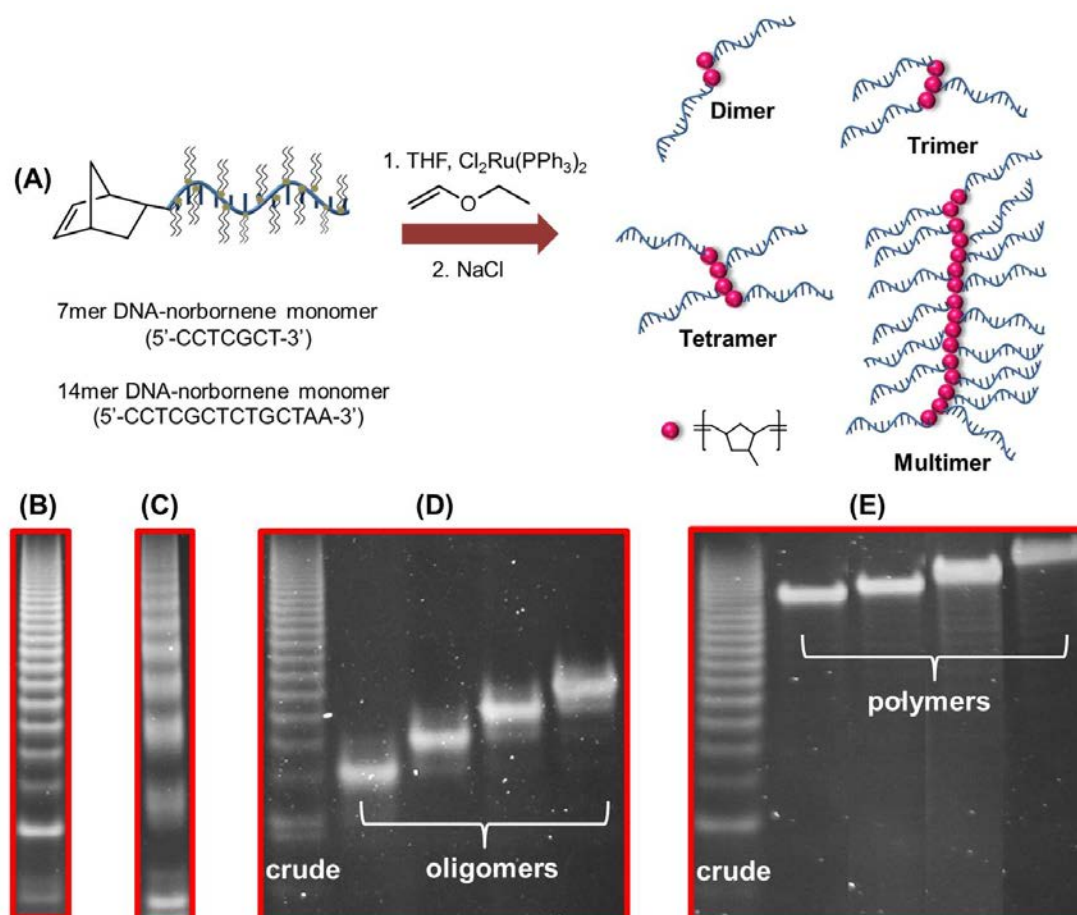 (A)
1. THF, Cl2Ru(PPh3)2
O
2. NaCl
7mer DNA-norbornene monomer
(5'-CCTCGCT-3')
14mer DNA-norbornene monomer
(5'-CCTCGCTCTGCTAA-3')
Dimer
Trimer
Tetramer
Multimer
(B)
(C)
(D)
(E)
crude
oligomers
crude
polymers